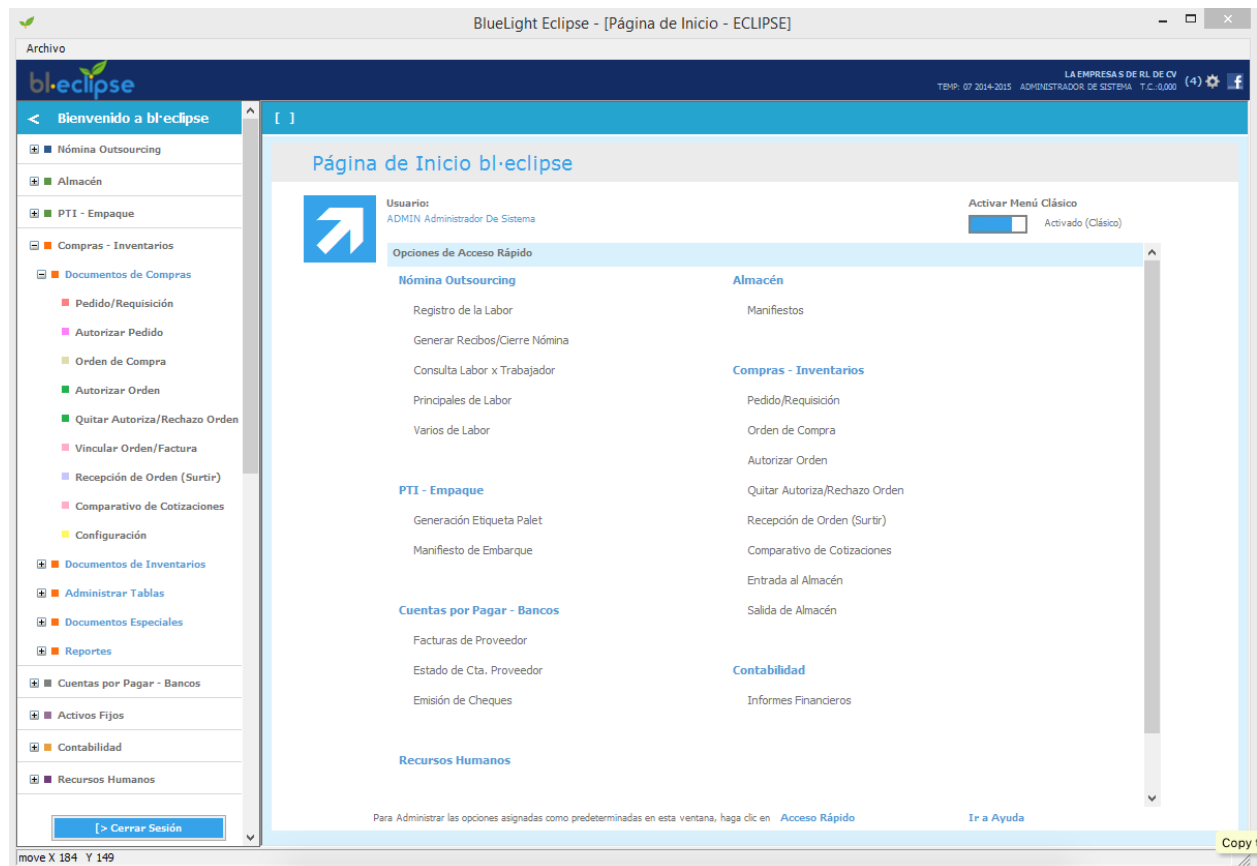 BlueLight Eclipse - [Página de Inicio - ECLIPSE]
Archivo
bl·eclipse
LA EMPRESA S DE RL DE CV
TEMP: 07 2014-2015 ADMINISTRADOR DE SISTEMA T.C.:0,000 (4)
< Bienvenido a bl·eclipse
[ ]
Nómina Outsourcing
Almacén
PTI - Empaque
Compras - Inventarios
Documentos de Compras
Pedido/Requisición
Autorizar Pedido
Orden de Compra
Autorizar Orden
Quitar Autoriza/Rechazo Orden
Vincular Orden/Factura
Recepción de Orden (Surtir)
Comparativo de Cotizaciones
Configuración
Documentos de Inventarios
Administrar Tablas
Documentos Especiales
Reportes
Cuentas por Pagar - Bancos
Activos Fijos
Contabilidad
Recursos Humanos
[> Cerrar Sesión
Página de Inicio bl·eclipse
Usuario:
ADMIN Administrador De Sistema
Activar Menú Clásico
Activado (Clásico)
Opciones de Acceso Rápido
Nómina Outsourcing
Registro de la Labor
Generar Recibos/Cierre Nómina
Consulta Labor x Trabajador
Principales de Labor
Varios de Labor
PTI - Empaque
Generación Etiqueta Palet
Manifiesto de Embarque
Cuentas por Pagar - Bancos
Facturas de Proveedor
Estado de Cta. Proveedor
Emisión de Cheques
Recursos Humanos
Almacén
Manifiestos
Compras - Inventarios
Pedido/Requisición
Orden de Compra
Autorizar Orden
Quitar Autoriza/Rechazo Orden
Recepción de Orden (Surtir)
Comparativo de Cotizaciones
Entrada al Almacén
Salida de Almacén
Contabilidad
Informes Financieros
Para Administrar las opciones asignadas como predeterminadas en esta ventana, haga clic en Acceso Rápido
Ir a Ayuda
Copy
move X 184 Y 149